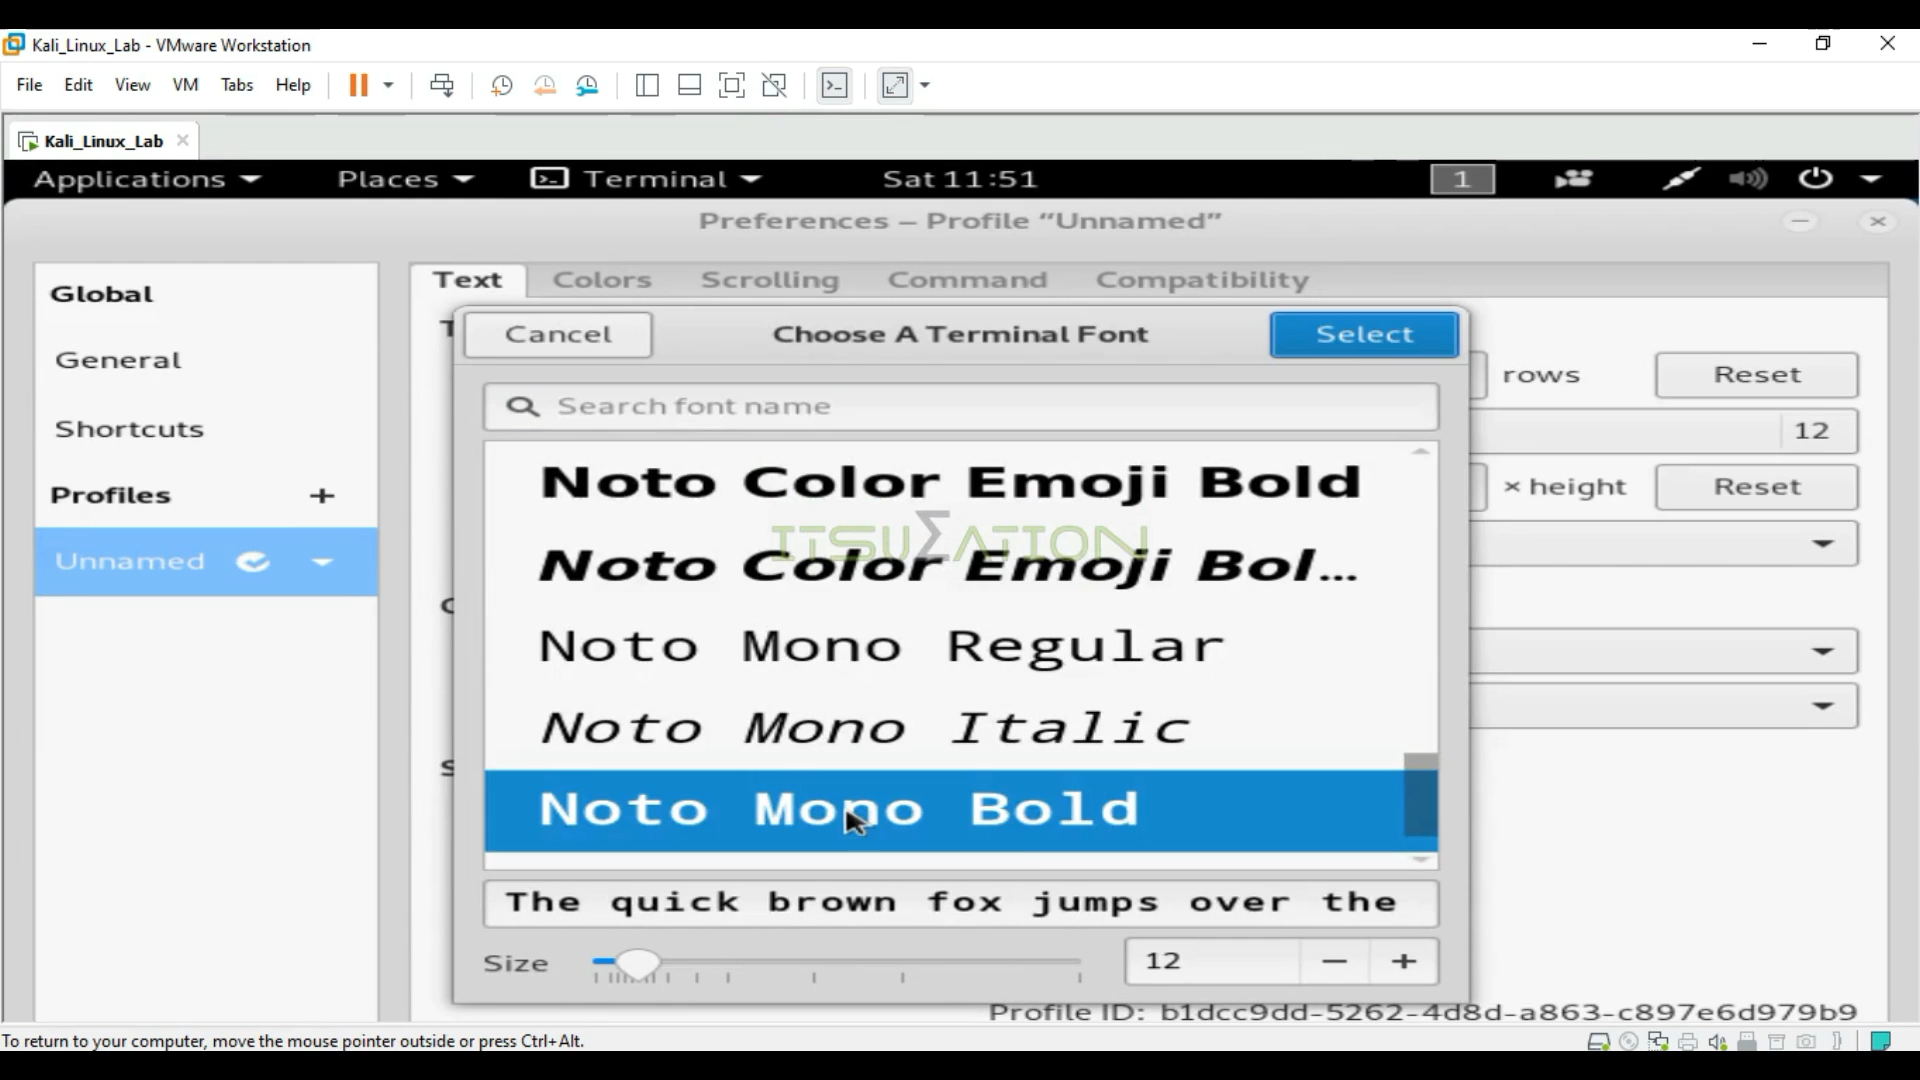 Kali_Linux_Lab - VMware Workstation
File Edit View VM Tabs Help
Kali_Linux_Lab
Applications Places Terminal Sat 11:51 1
Preferences – Profile “Unnamed”
Global
General
Shortcuts
Profiles
Unnamed
Text Colors Scrolling Command Compatibility
Cancel Choose A Terminal Font Select
Search font name
rows Reset
12
× height Reset
Noto Color Emoji Bold
ITSUΣATION
Noto Color Emoji Bol...
Noto Mono Regular
Noto Mono Italic
Noto Mono Bold
The quick brown fox jumps over the
Size 12 − +
Profile ID: b1dcc9dd-5262-4d8d-a863-c897e6d979b9
To return to your computer, move the mouse pointer outside or press Ctrl+Alt.